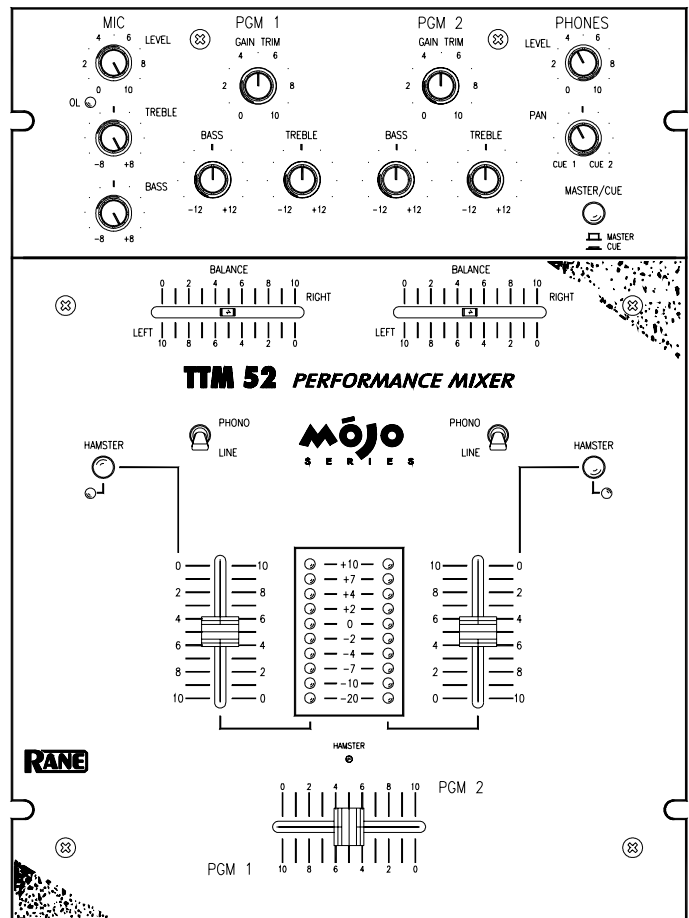 MIC PGM 1 PGM 2 PHONES
4 6 LEVEL
2 8
0 10
OL
TREBLE
-8 +8
BASS
-8 +8
GAIN TRIM
4 6
2 8
0 10
BASS TREBLE
-12 +12 -12 +12
GAIN TRIM
4 6
2 8
0 10
BASS TREBLE
-12 +12 -12 +12
LEVEL 4 6
2 8
0 10
PAN
CUE 1 CUE 2
MASTER/CUE
MASTER
CUE
BALANCE
0 2 4 6 8 10
RIGHT
LEFT
10 8 6 4 2 0
BALANCE
0 2 4 6 8 10
RIGHT
LEFT
10 8 6 4 2 0
TTM 52 PERFORMANCE MIXER
PHONO
LINE
MÓJO
SERIES
PHONO
LINE
HAMSTER
HAMSTER
0 10
2 8
4 6
6 4
8 2
10 0
+10
+7
+4
+2
0
-2
-4
-7
-10
-20
10 0
8 2
6 4
4 6
2 8
0 10
RANE
HAMSTER
0 2 4 6 8 10
PGM 2
PGM 1
10 8 6 4 2 0